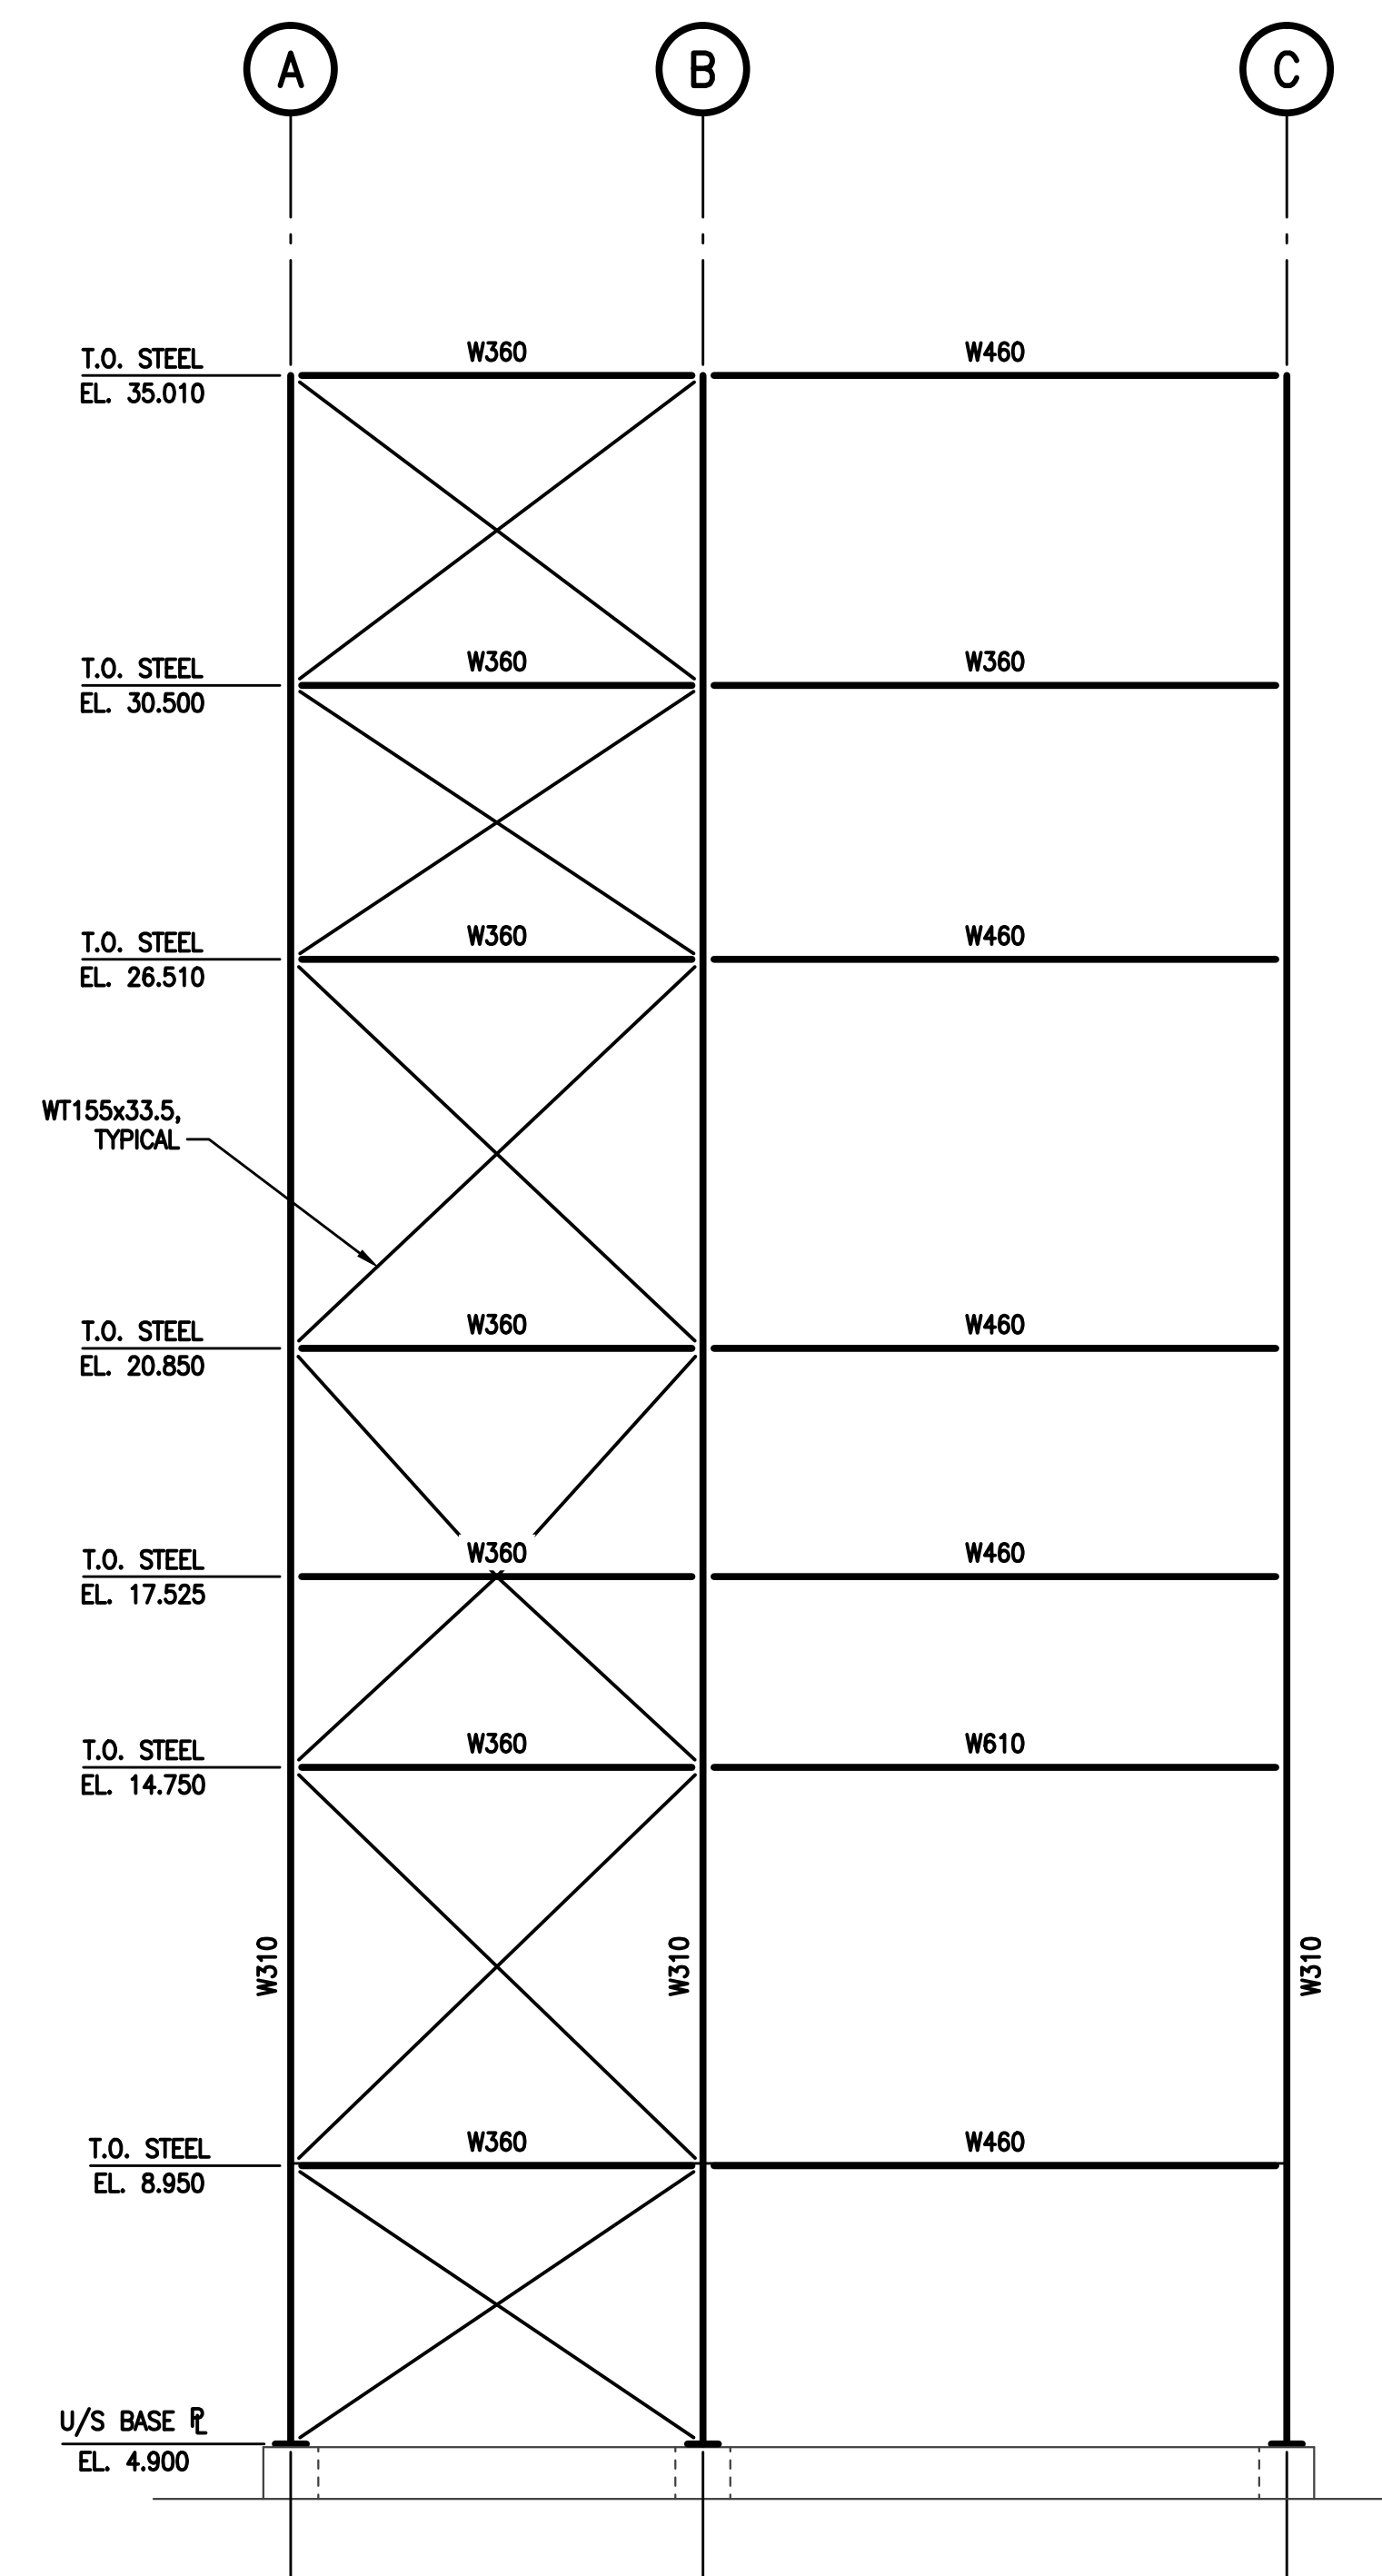 A
B
C
W360
W460
T.O. STEEL
EL. 35.010
W360
W360
T.O. STEEL
EL. 30.500
W360
W460
T.O. STEEL
EL. 26.510
WT155x33.5,
TYPICAL
W360
W460
T.O. STEEL
EL. 20.850
W360
W460
T.O. STEEL
EL. 17.525
W360
W610
T.O. STEEL
EL. 14.750
W310
W310
W310
W360
W460
T.O. STEEL
EL. 8.950
U/S BASE PL
EL. 4.900